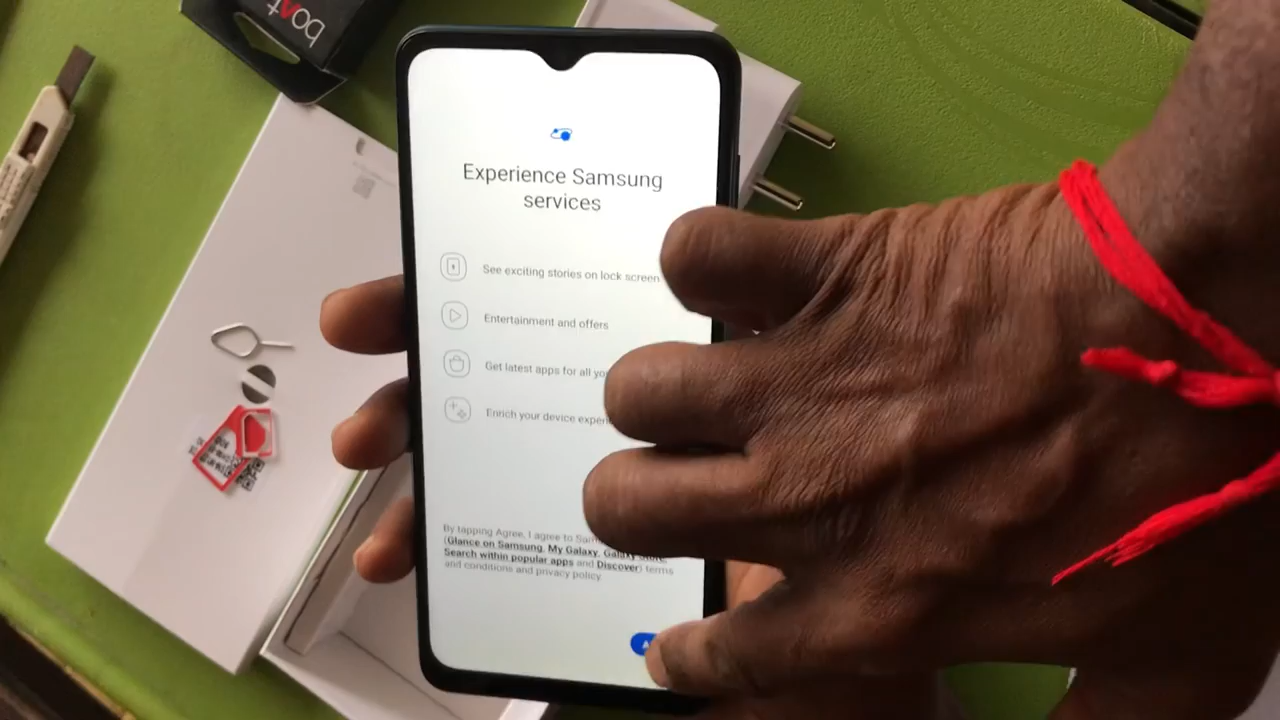 boAt
Experience Samsung
services
See exciting stories on lock screen
Entertainment and offers
Get latest apps for all
Enrich your device
By tapping Agree, I agree to
(Glance on Samsung, My Galaxy, Galaxy Store,
Search within popular apps and Discover) terms
and conditions and privacy policy